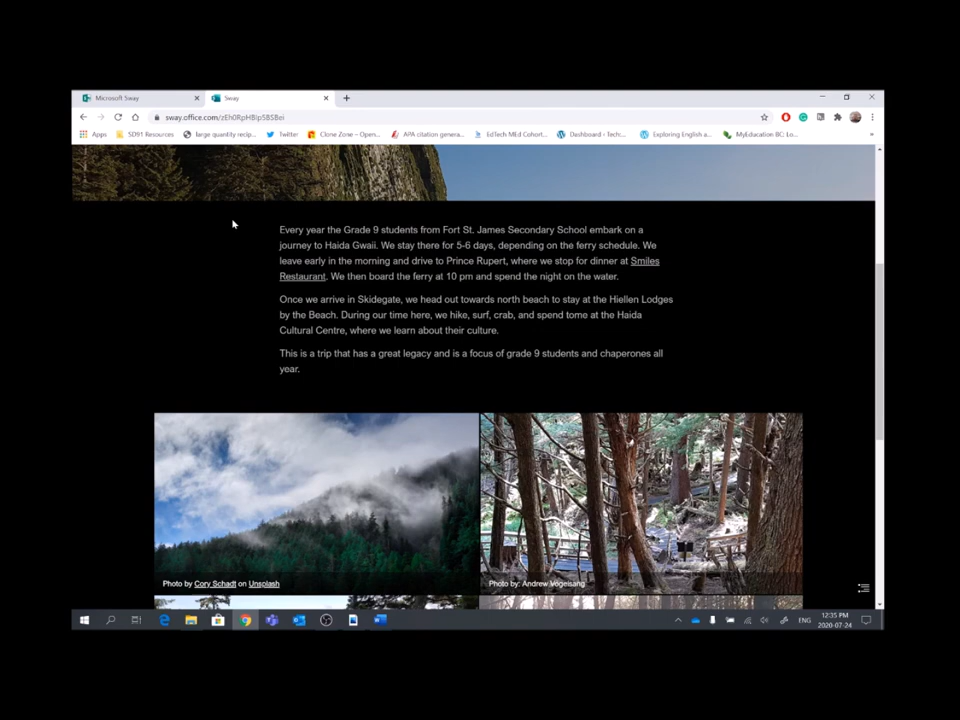 Microsoft Sway
Sway
sway.office.com/zEh0RpHBlp5BSBei
Apps
SD91 Resources
large quantity recip...
Twitter
Clone Zone – Open...
APA citation genera...
EdTech MEd Cohort...
Dashboard ‹ Tech:...
Exploring English a...
MyEducation BC: Lo...
Every year the Grade 9 students from Fort St. James Secondary School embark on a
journey to Haida Gwaii. We stay there for 5-6 days, depending on the ferry schedule. We
leave early in the morning and drive to Prince Rupert, where we stop for dinner at Smiles
Restaurant. We then board the ferry at 10 pm and spend the night on the water.
Once we arrive in Skidegate, we head out towards north beach to stay at the Hiellen Lodges
by the Beach. During our time here, we hike, surf, crab, and spend tome at the Haida
Cultural Centre, where we learn about their culture.
This is a trip that has a great legacy and is a focus of grade 9 students and chaperones all
year.
Photo by Cory Schadt on Unsplash
Photo by: Andrew Vogelsang
ENG
12:35 PM
2020-07-24